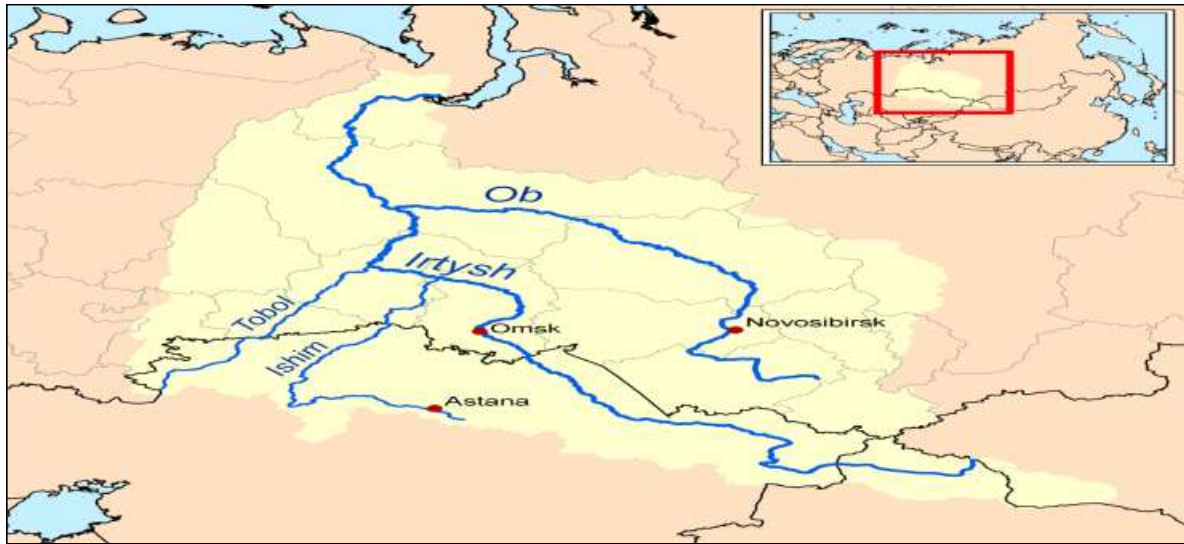 Ob
Irtysh
Tobol
Ishim
Omsk
Novosibirsk
Astana